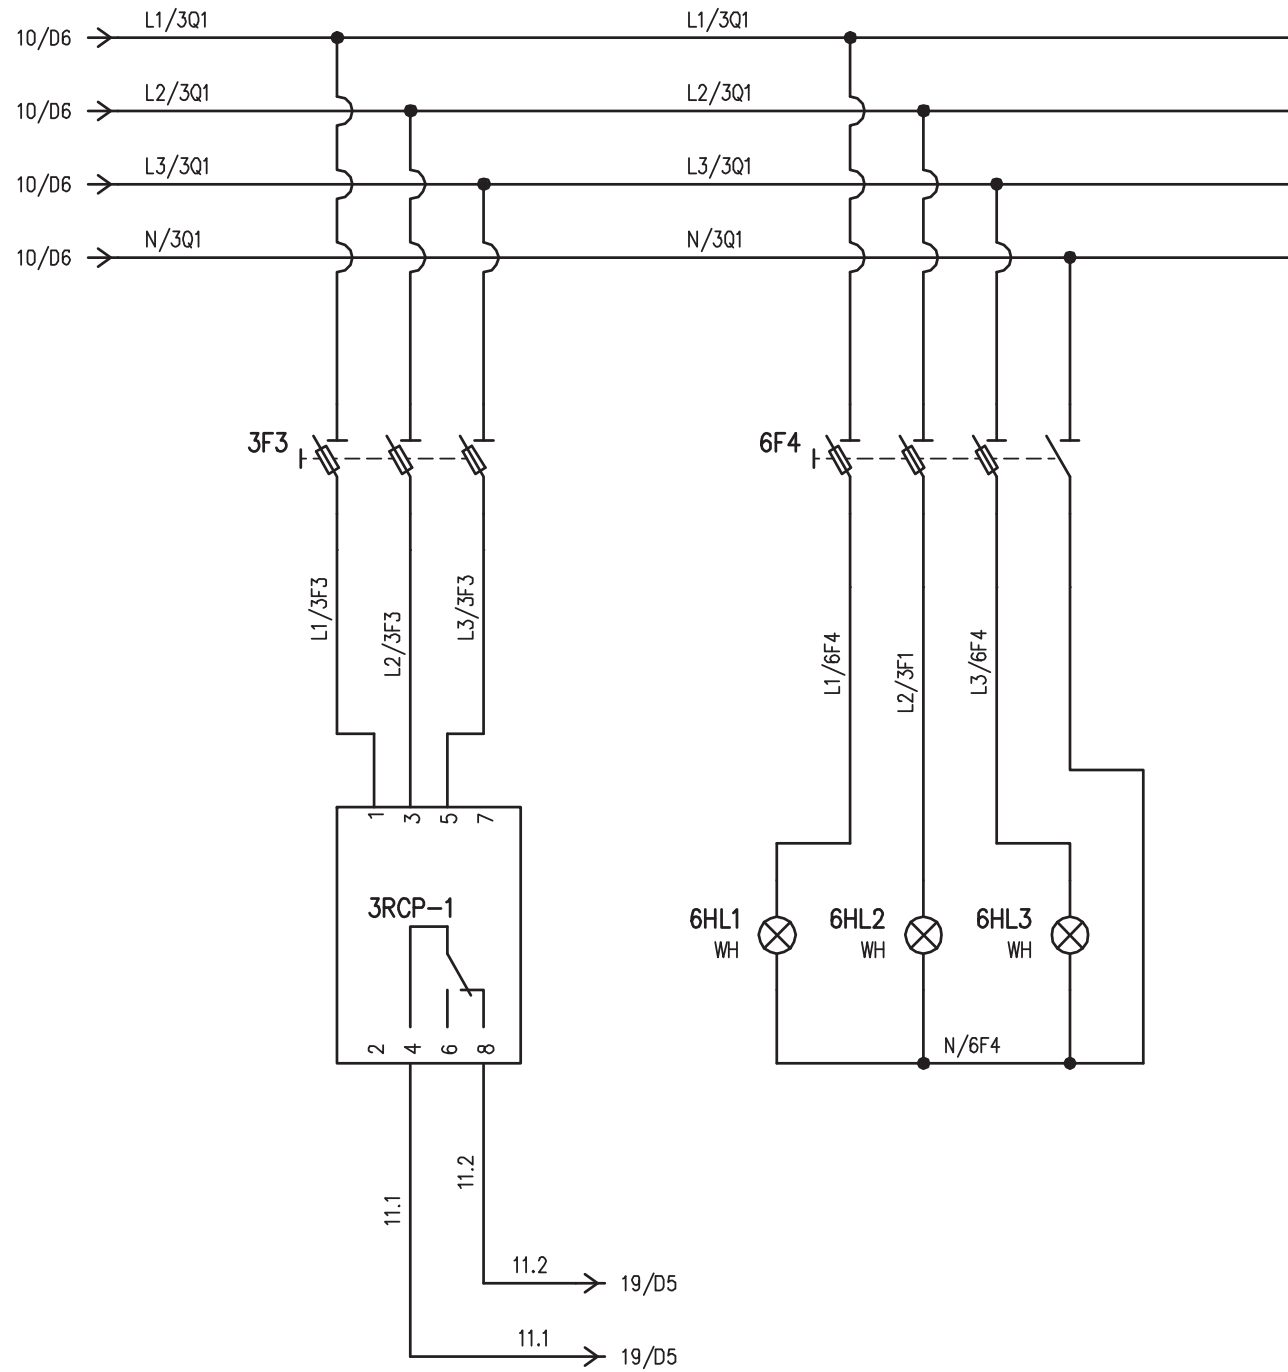 10/D6 L1/3Q1 L1/3Q1
10/D6 L2/3Q1 L2/3Q1
10/D6 L3/3Q1 L3/3Q1
10/D6 N/3Q1 N/3Q1
3F3
6F4
L1/3F3
L2/3F3
L3/3F3
L1/6F4
L2/3F1
L3/6F4
1 3 5 7
3RCP-1
2 4 6 8
6HL1
WH
6HL2
WH
6HL3
WH
N/6F4
11.1
11.2
11.2 19/D5
11.1 19/D5